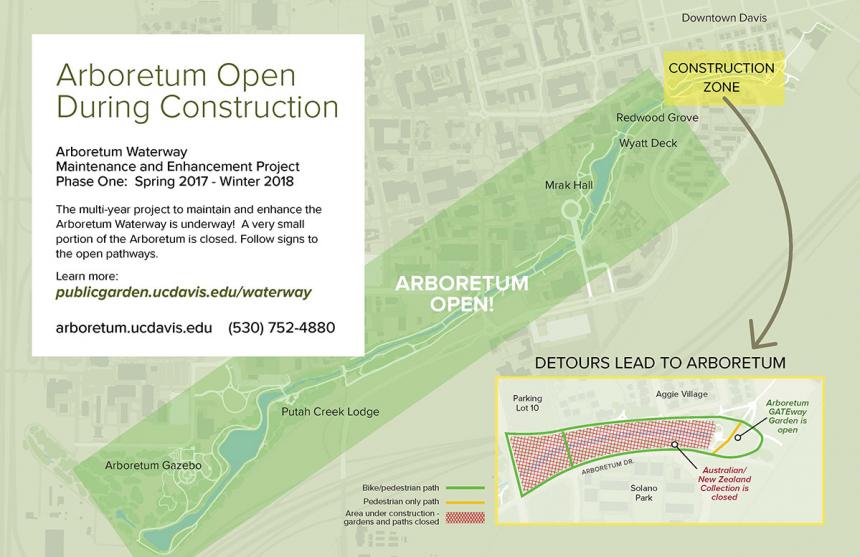 Arboretum Open
During Construction
Arboretum Waterway
Maintenance and Enhancement Project
Phase One: Spring 2017 - Winter 2018
The multi-year project to maintain and enhance the
Arboretum Waterway is underway! A very small
portion of the Arboretum is closed. Follow signs to
the open pathways.
Learn more:
publicgarden.ucdavis.edu/waterway
arboretum.ucdavis.edu (530) 752-4880
Downtown Davis
CONSTRUCTION
ZONE
Redwood Grove
Wyatt Deck
Mrak Hall
ARBORETUM
OPEN!
Putah Creek Lodge
Arboretum Gazebo
DETOURS LEAD TO ARBORETUM
Parking
Lot 10
Aggie Village
Arboretum
GATEway
Garden is
open
ARBORETUM DR.
Solano
Park
Australian/
New Zealand
Collection is
closed
Bike/pedestrian path
Pedestrian only path
Area under construction -
gardens and paths closed